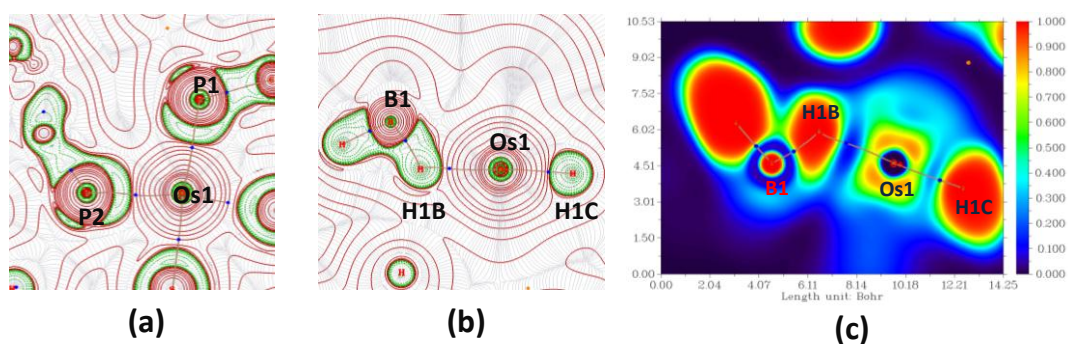 P1
P2
Os1
(a)
B1
Os1
H
H
H
H1B
H1C
H
(b)
10.53
9.02
7.52
6.02
4.51
3.01
1.50
0.00
H1B
B1
Os1
H1C
0.00 2.04 4.07 6.11 8.14 10.18 12.21 14.25
Length unit: Bohr
1.000
0.900
0.800
0.700
0.600
0.500
0.400
0.300
0.200
0.100
0.000
(c)